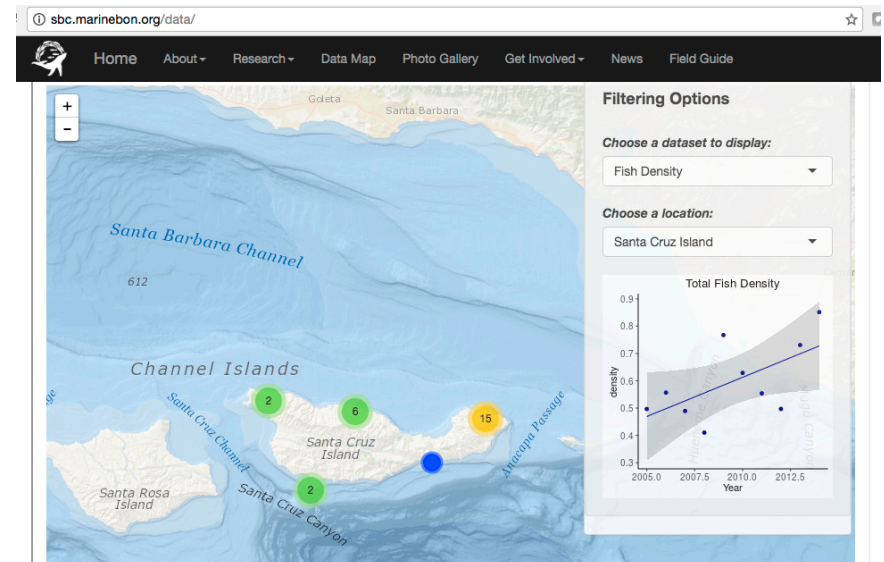 sbc.marinebon.org/data/
Home About Research Data Map Photo Gallery Get Involved News Field Guide
+
-
Goleta
Santa Barbara
Santa Barbara Channel
612
Channel Islands
2
6
15
2
Santa Cruz Channel
Santa Cruz
Island
Anacapa Passage
Santa Rosa
Island
Santa Cruz Canyon
Filtering Options
Choose a dataset to display:
Fish Density
Choose a location:
Santa Cruz Island
Total Fish Density
0.9
0.8
0.7
0.6
0.5
0.4
0.3
density
2005.0 2007.5 2010.0 2012.5
Year